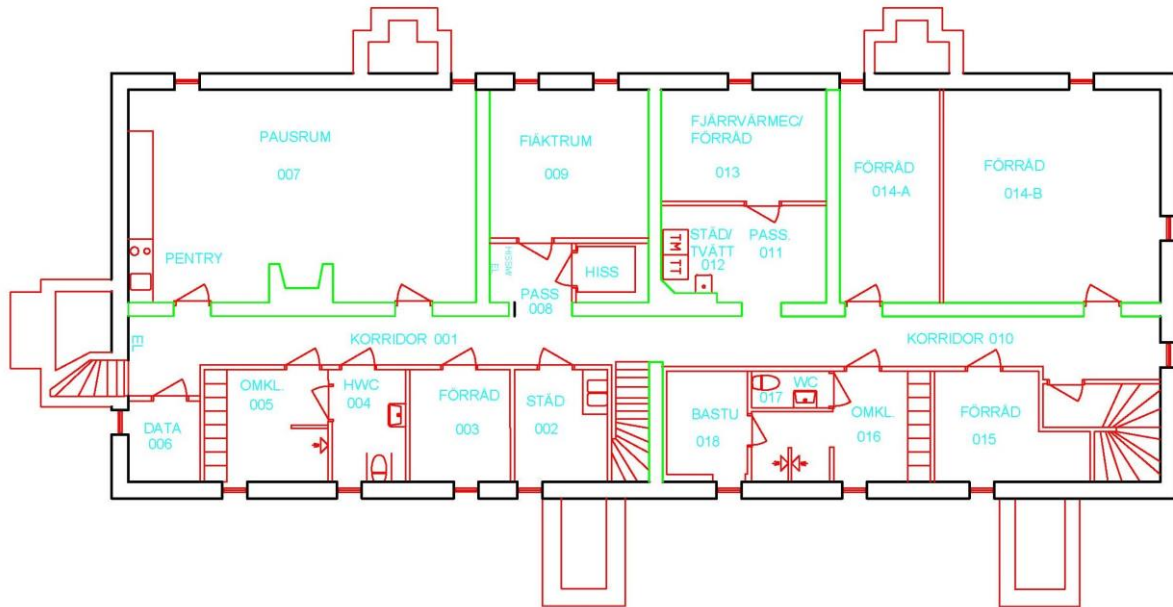 PAUSRUM
007
PENTRY
FIÄKTRUM
009
HISSM/
EL
HISS
PASS
008
FJÄRRVÄRMEC/
FÖRRÅD
013
STÄD/
TVÄTT
012
TM
TT
PASS.
011
FÖRRÅD
014-A
FÖRRÅD
014-B
EL
KORRIDOR 001
KORRIDOR 010
DATA
006
OMKL.
005
HWC
004
FÖRRÅD
003
STÄD
002
BASTU
018
WC
017
OMKL.
016
FÖRRÅD
015